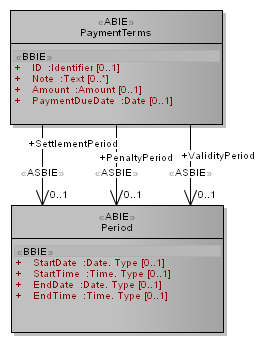 «ABIE»
PaymentTerms
«BBIE»
+ ID :Identifier [0..1]
+ Note :Text [0..*]
+ Amount :Amount [0..1]
+ PaymentDueDate :Date [0..1]
+SettlementPeriod
+PenaltyPeriod
+ValidityPeriod
«ASBIE» «ASBIE» «ASBIE»
0..1 0..1 0..1
«ABIE»
Period
«BBIE»
+ StartDate :Date. Type [0..1]
+ StartTime :Time. Type [0..1]
+ EndDate :Date. Type [0..1]
+ EndTime :Time. Type [0..1]